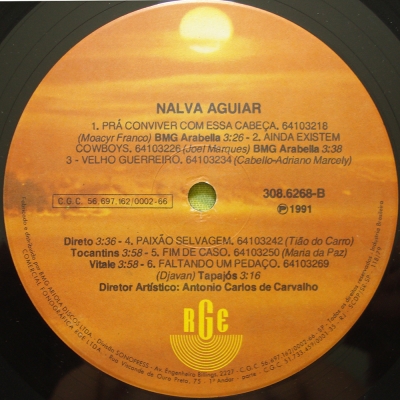 NALVA AGUIAR
1. PRÁ CONVIVER COM ESSA CABEÇA. 64103218
(Moacyr Franco) BMG Arabella 3:26 - 2. AINDA EXISTEM
COWBOYS. 64103226 (Joel Marques) BMG Arabella 3:38
3 - VELHO GUERREIRO. 64103234 (Cabello-Adriano Marcely)
C.G.C. 56.697.162/0002-66
308.6268-B
℗ 1991
Direto 3:36 - 4. PAIXÃO SELVAGEM. 64103242 (Tião do Carro)
Tocantins 3:58 - 5. FIM DE CASO. 64103250 (Maria da Paz)
Vitale 3:58 - 6. FALTANDO UM PEDAÇO. 64103269
(Djavan) Tapajós 3:16
Diretor Artístico: Antonio Carlos de Carvalho
RGE